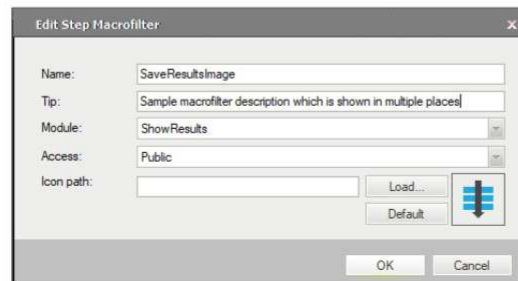 Edit Step Macrofilter x
Name: SaveResultsImage
Tip: Sample macrofilter description which is shown in multiple places
Module: ShowResults
Access: Public
Icon path: Load...
Default
OK Cancel